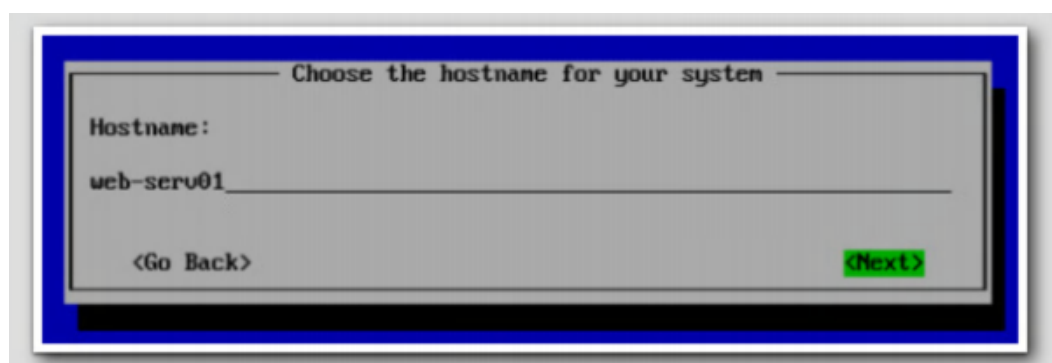 Choose the hostname for your system
Hostname:
web-serv01
<Go Back>
<Next>